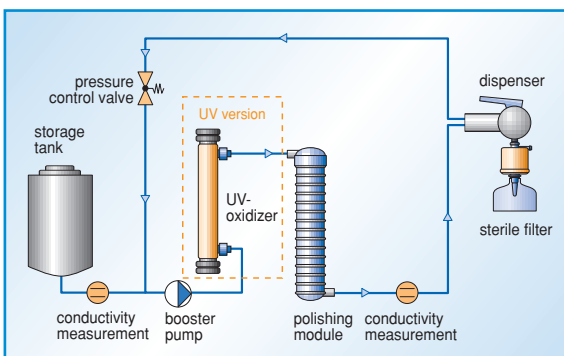 pressure
control valve
storage
tank
UV version
UV-
oxidizer
dispenser
sterile filter
conductivity
measurement
booster
pump
polishing
module
conductivity
measurement